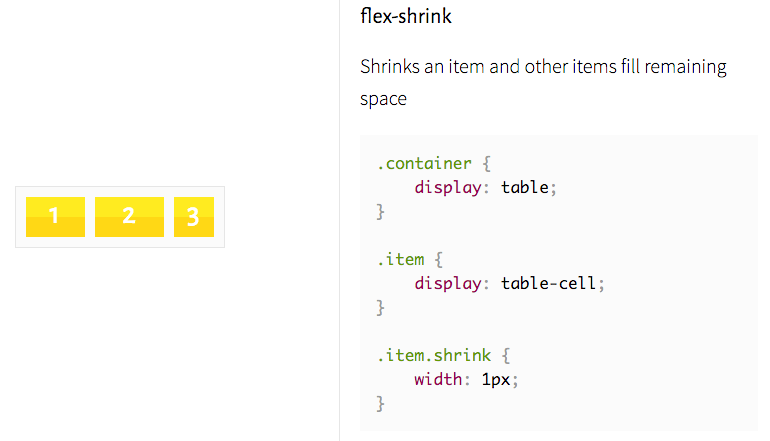 flex-shrink
Shrinks an item and other items fill remaining
space
.container {
    display: table;
}
.item {
    display: table-cell;
}
.item.shrink {
    width: 1px;
}
1 2 3